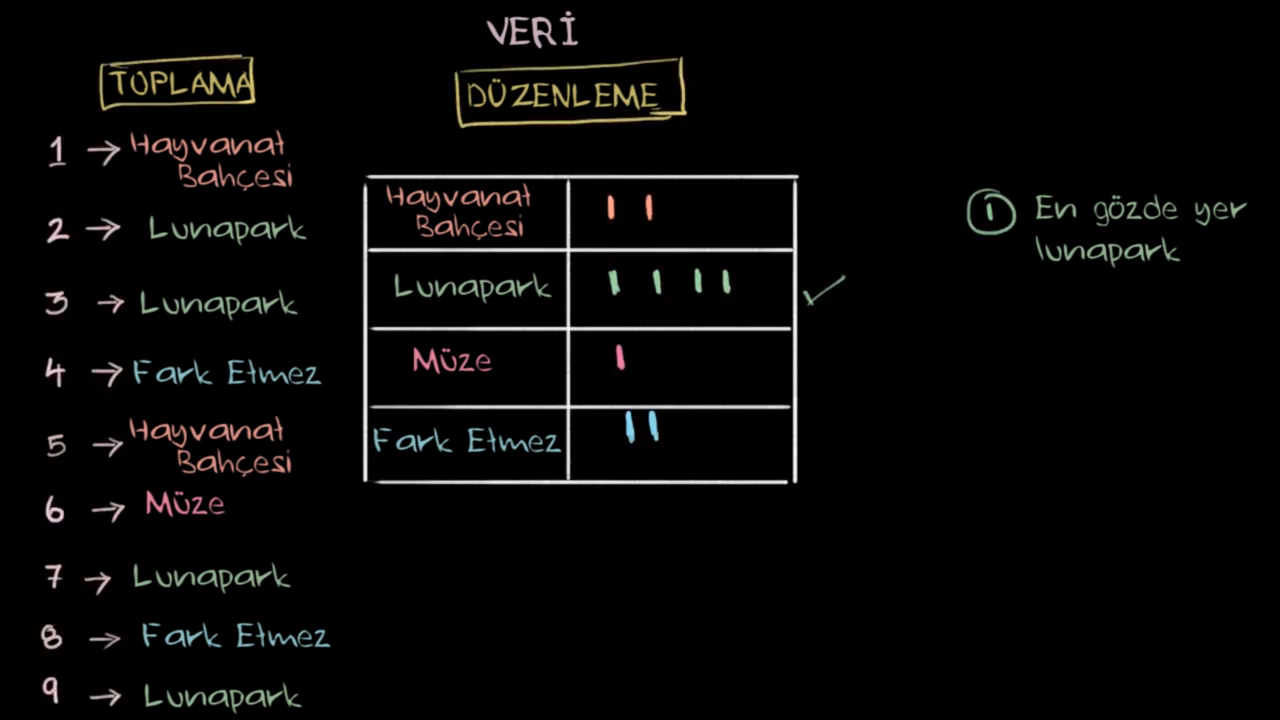 VERİ
TOPLAMA
1 → Hayvanat
Bahçesi
2 → Lunapark
3 → Lunapark
4 → Fark Etmez
5 → Hayvanat
Bahçesi
6 → Müze
7 → Lunapark
8 → Fark Etmez
9 → Lunapark
DÜZENLEME
Hayvanat
Bahçesi
Lunapark
Müze
Fark Etmez
1 En gözde yer
lunapark